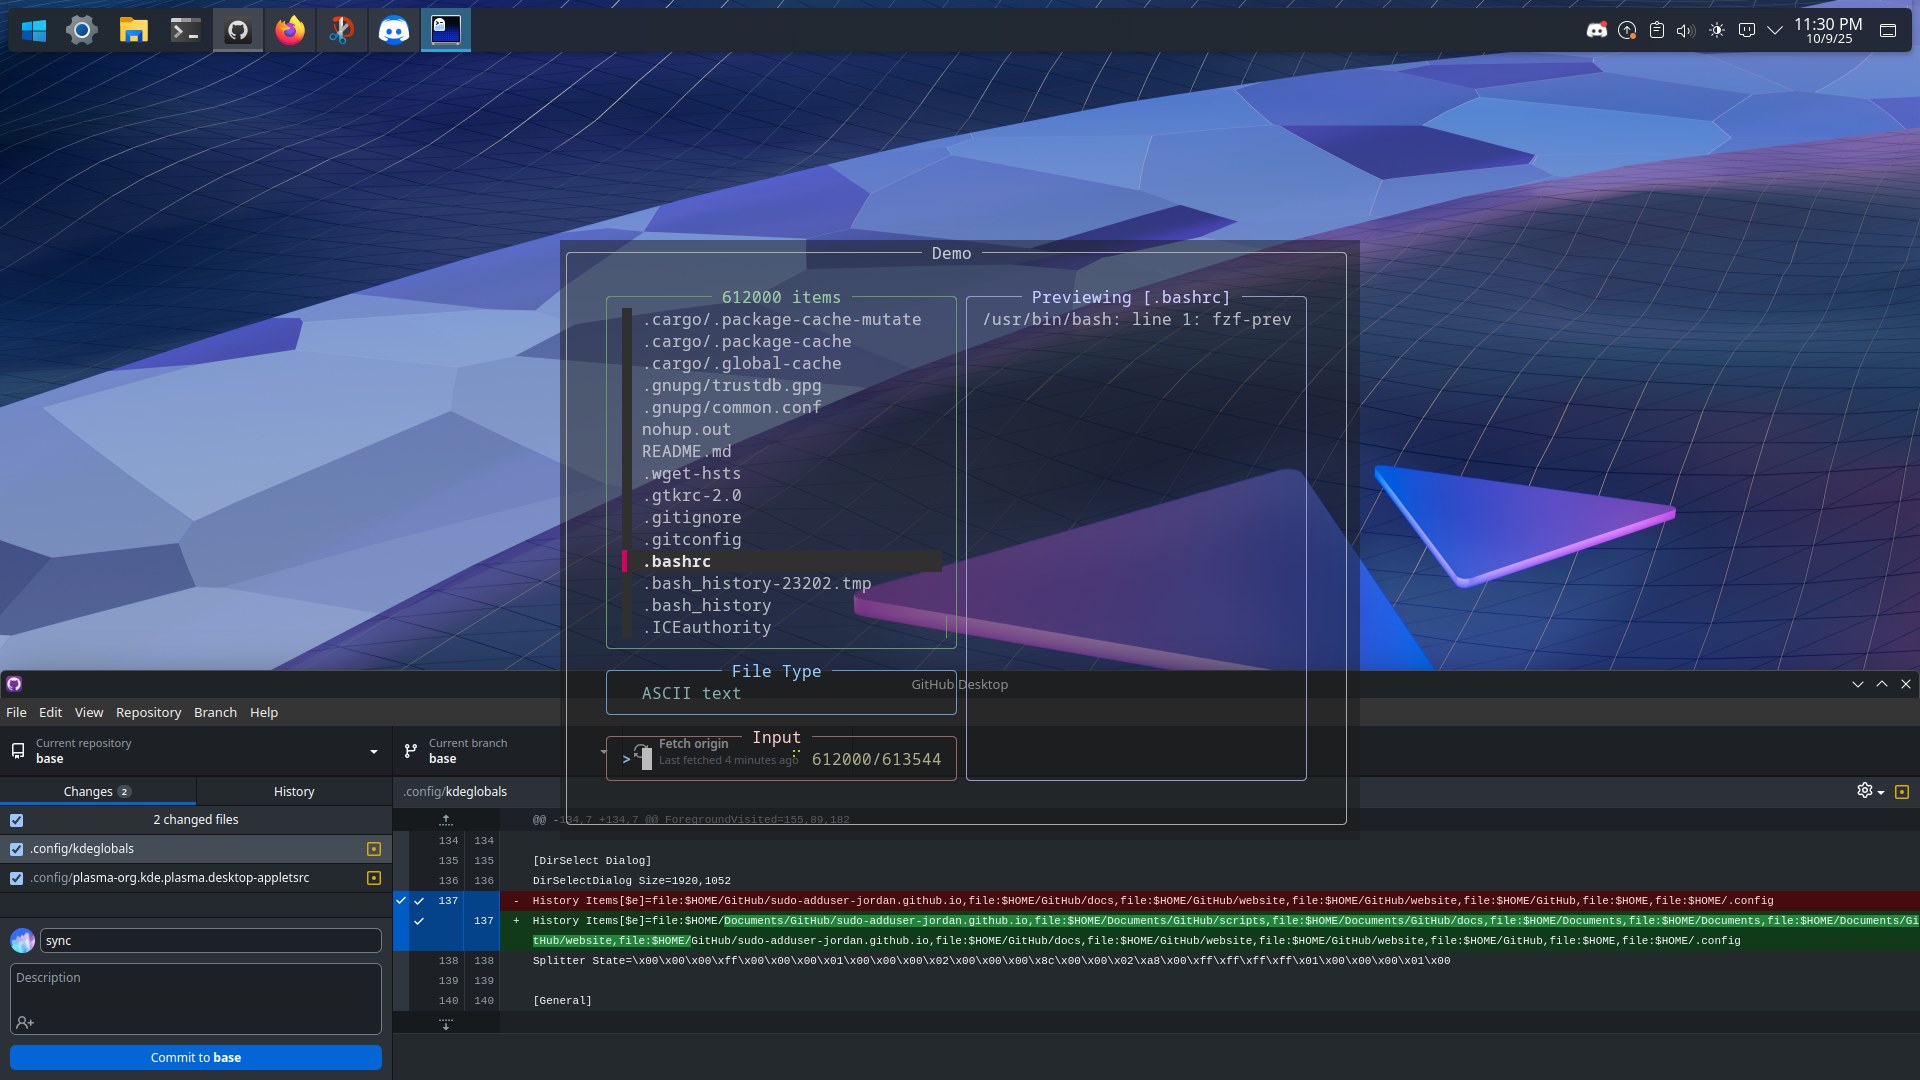 11:30 PM
10/9/25
Demo
612000 items
.cargo/.package-cache-mutate
.cargo/.package-cache
.cargo/.global-cache
.gnupg/trustdb.gpg
.gnupg/common.conf
nohup.out
README.md
.wget-hsts
.gtkrc-2.0
.gitignore
.gitconfig
.bashrc
.bash_history-23202.tmp
.bash_history
.ICEauthority
Previewing [.bashrc]
/usr/bin/bash: line 1: fzf-prev
File Type
ASCII text
Input
> 612000/613544
GitHub Desktop
File Edit View Repository Branch Help
Current repository
base
Current branch
base
Fetch origin
Last fetched 4 minutes ago
Changes 2
History
2 changed files
.config/kdeglobals
.config/plasma-org.kde.plasma.desktop-appletsrc
sync
Description
Commit to base
.config/kdeglobals
@@ -134,7 +134,7 @@ ForegroundVisited=155,89,182
134 134
135 135 [DirSelect Dialog]
136 136 DirSelectDialog Size=1920,1052
137 - History Items[$e]=file:$HOME/GitHub/sudo-adduser-jordan.github.io,file:$HOME/GitHub/docs,file:$HOME/GitHub/website,file:$HOME/GitHub/website,file:$HOME/GitHub,file:$HOME,file:$HOME/.config
137 + History Items[$e]=file:$HOME/Documents/GitHub/sudo-adduser-jordan.github.io,file:$HOME/Documents/GitHub/scripts,file:$HOME/Documents/GitHub/docs,file:$HOME/Documents,file:$HOME/Documents,file:$HOME/Documents/Gi
tHub/website,file:$HOME/GitHub/sudo-adduser-jordan.github.io,file:$HOME/GitHub/docs,file:$HOME/GitHub/website,file:$HOME/GitHub/website,file:$HOME/GitHub,file:$HOME,file:$HOME/.config
138 138 Splitter State=\x00\x00\x00\xff\x00\x00\x00\x01\x00\x00\x00\x02\x00\x00\x00\x8c\x00\x00\x02\xa8\x00\xff\xff\xff\xff\x01\x00\x00\x00\x01\x00
139 139
140 140 [General]